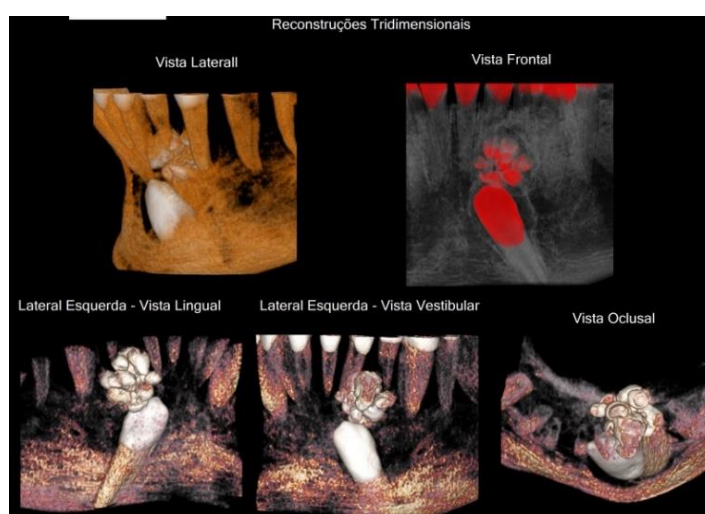 Reconstruções Tridimensionais
Vista Laterall
Vista Frontal
Lateral Esquerda - Vista Lingual
Lateral Esquerda - Vista Vestibular
Vista Oclusal